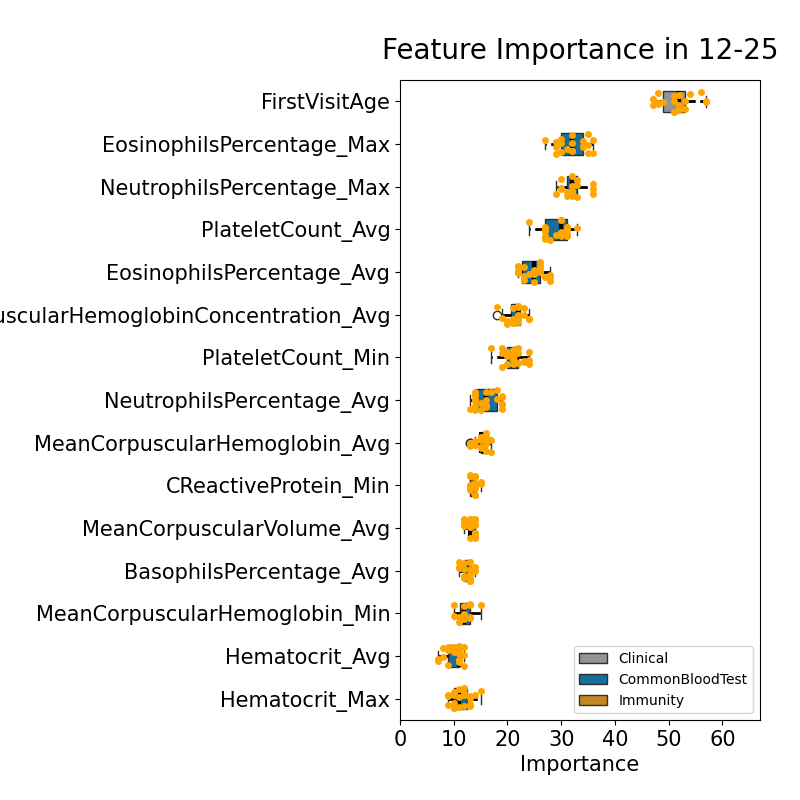 Feature Importance in 12-25
FirstVisitAge
EosinophilsPercentage_Max
NeutrophilsPercentage_Max
PlateletCount_Avg
EosinophilsPercentage_Avg
uscularHemoglobinConcentration_Avg
PlateletCount_Min
NeutrophilsPercentage_Avg
MeanCorpuscularHemoglobin_Avg
CReactiveProtein_Min
MeanCorpuscularVolume_Avg
BasophilsPercentage_Avg
MeanCorpuscularHemoglobin_Min
Hematocrit_Avg
Hematocrit_Max
Clinical
CommonBloodTest
Immunity
0 10 20 30 40 50 60
Importance